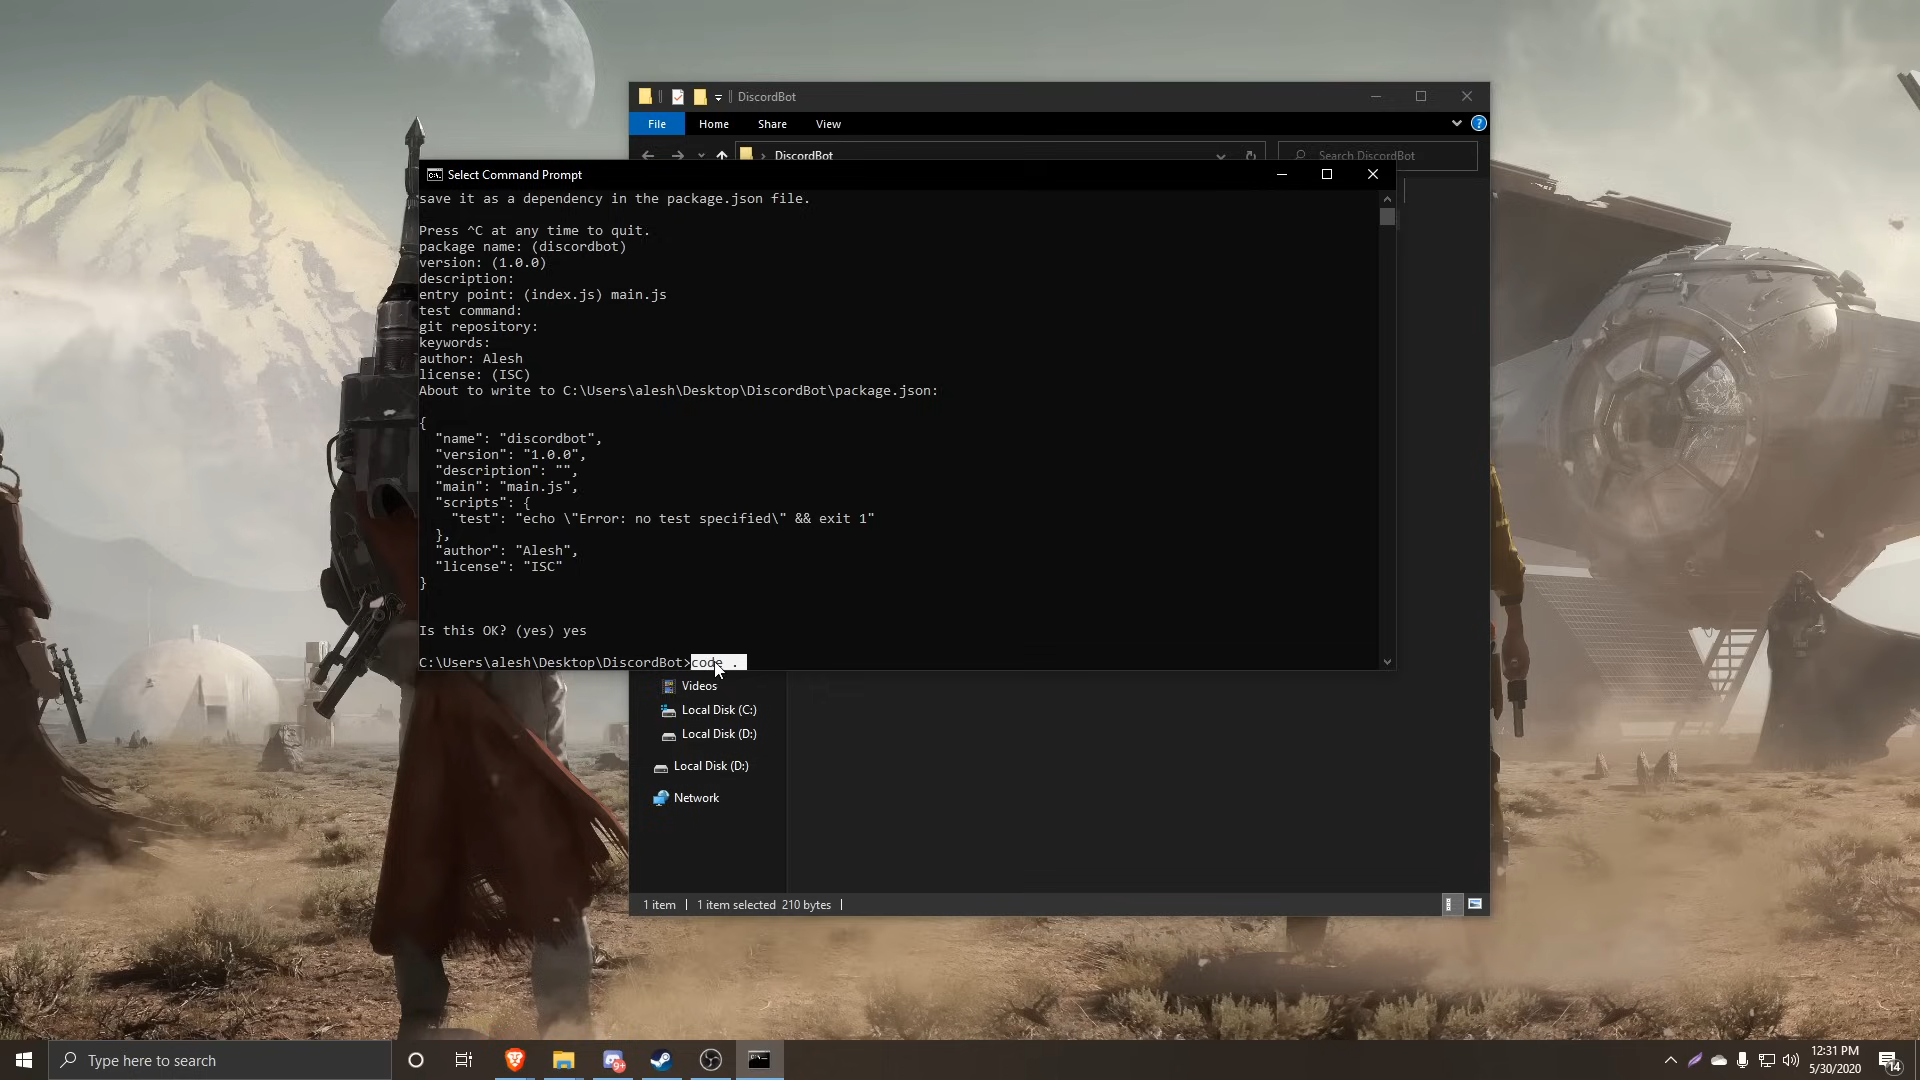 DiscordBot
File Home Share View
DiscordBot
Search DiscordBot
Select Command Prompt
save it as a dependency in the package.json file.
Press ^C at any time to quit.
package name: (discordbot)
version: (1.0.0)
description:
entry point: (index.js) main.js
test command:
git repository:
keywords:
author: Alesh
license: (ISC)
About to write to C:\Users\alesh\Desktop\DiscordBot\package.json:
{
"name": "discordbot",
"version": "1.0.0",
"description": "",
"main": "main.js",
"scripts": {
"test": "echo \"Error: no test specified\" && exit 1"
},
"author": "Alesh",
"license": "ISC"
}
Is this OK? (yes) yes
C:\Users\alesh\Desktop\DiscordBot>code .
Videos
Local Disk (C:)
Local Disk (D:)
Local Disk (D:)
Network
1 item 1 item selected 210 bytes
Type here to search
9+
12:31 PM
5/30/2020
14